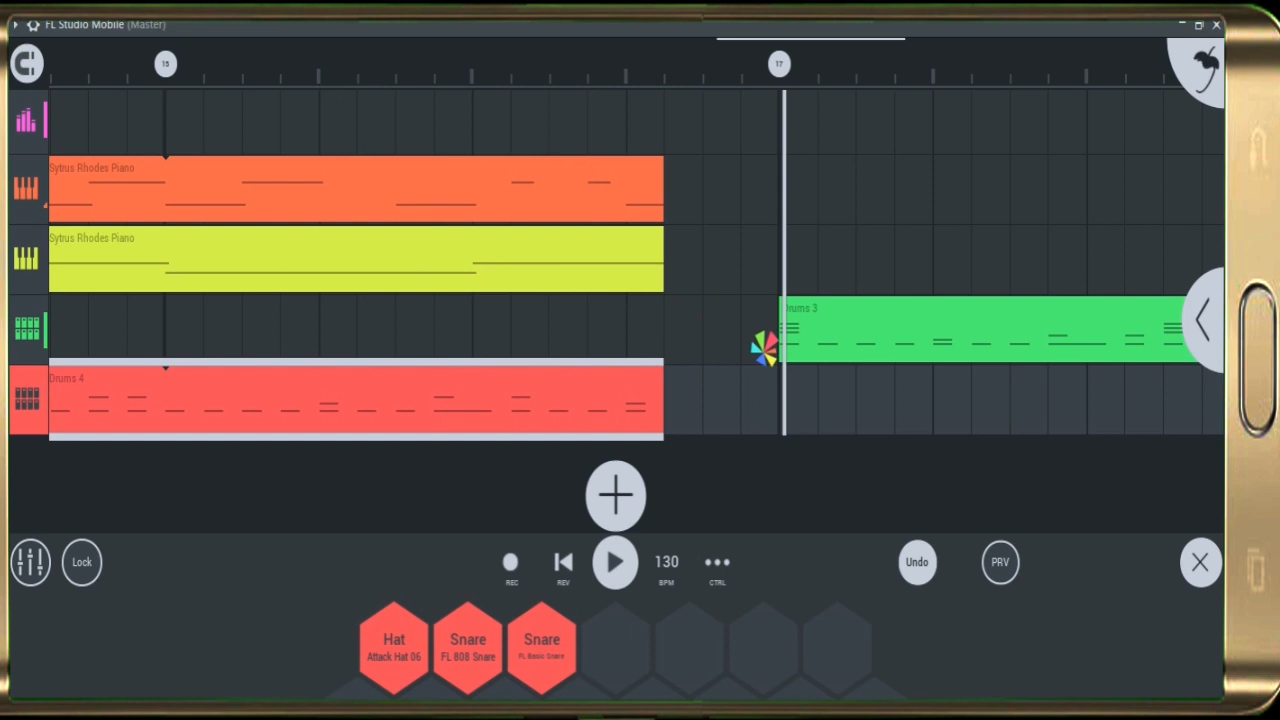 FL Studio Mobile (Master)
15
17
Sytrus Rhodes Piano
Sytrus Rhodes Piano
Drums 3
Drums 4
Lock
REC
REV
130
BPM
CTRL
Undo
PRV
Hat
Attack Hat 06
Snare
FL 808 Snare
Snare
FL Basic Snare